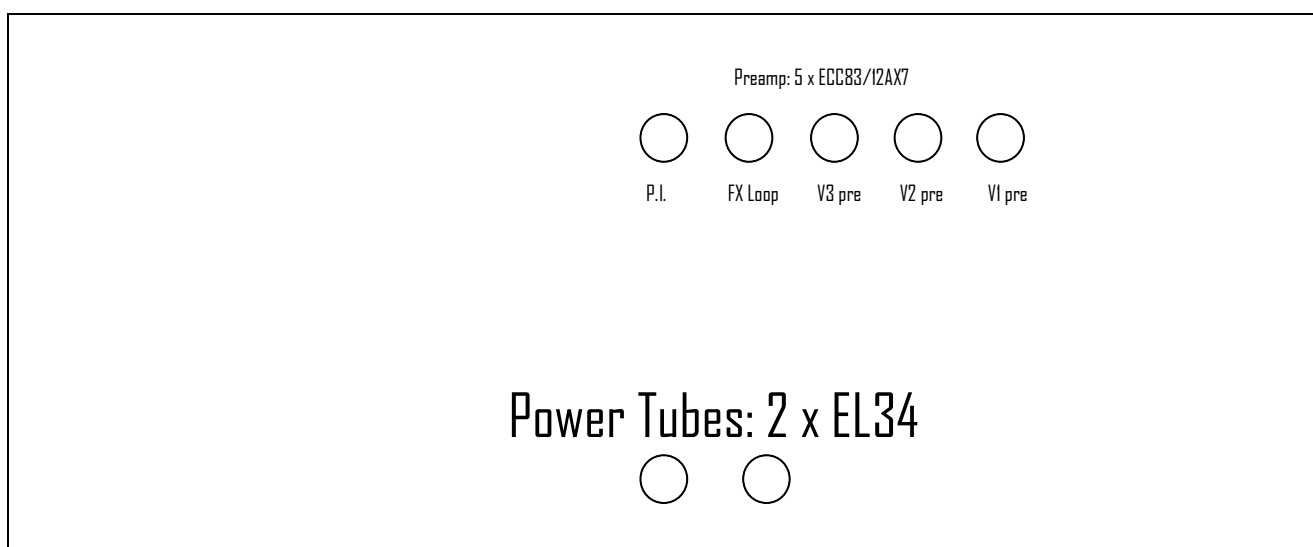 Preamp: 5 x ECC83/12AX7
P.I. FX Loop V3 pre V2 pre V1 pre
Power Tubes: 2 x EL34